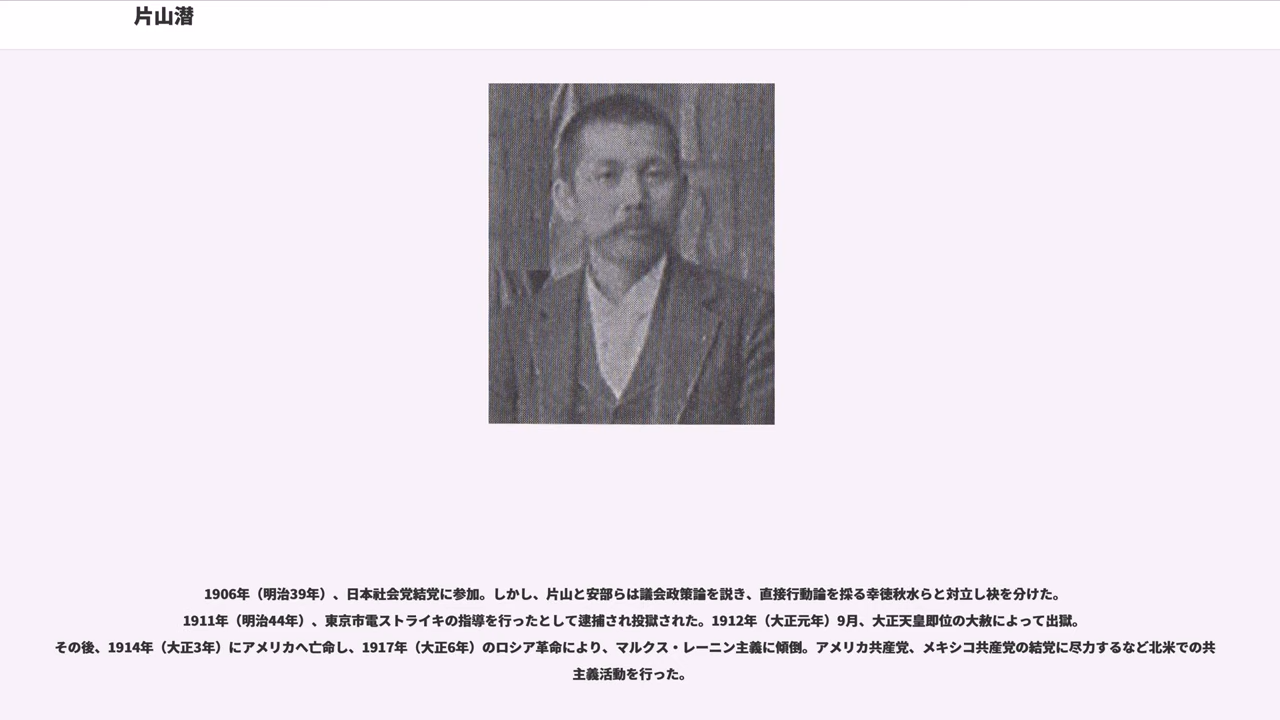 片山潜
1906年（明治39年）、日本社会党結党に参加。しかし、片山と安部らは議会政策論を説き、直接行動論を採る幸徳秋水らと対立し袂を分けた。
1911年（明治44年）、東京市電ストライキの指導を行ったとして逮捕され投獄された。1912年（大正元年）9月、大正天皇即位の大赦によって出獄。
その後、1914年（大正3年）にアメリカへ亡命し、1917年（大正6年）のロシア革命により、マルクス・レーニン主義に傾倒。アメリカ共産党、メキシコ共産党の結党に尽力するなど北米での共
主義活動を行った。